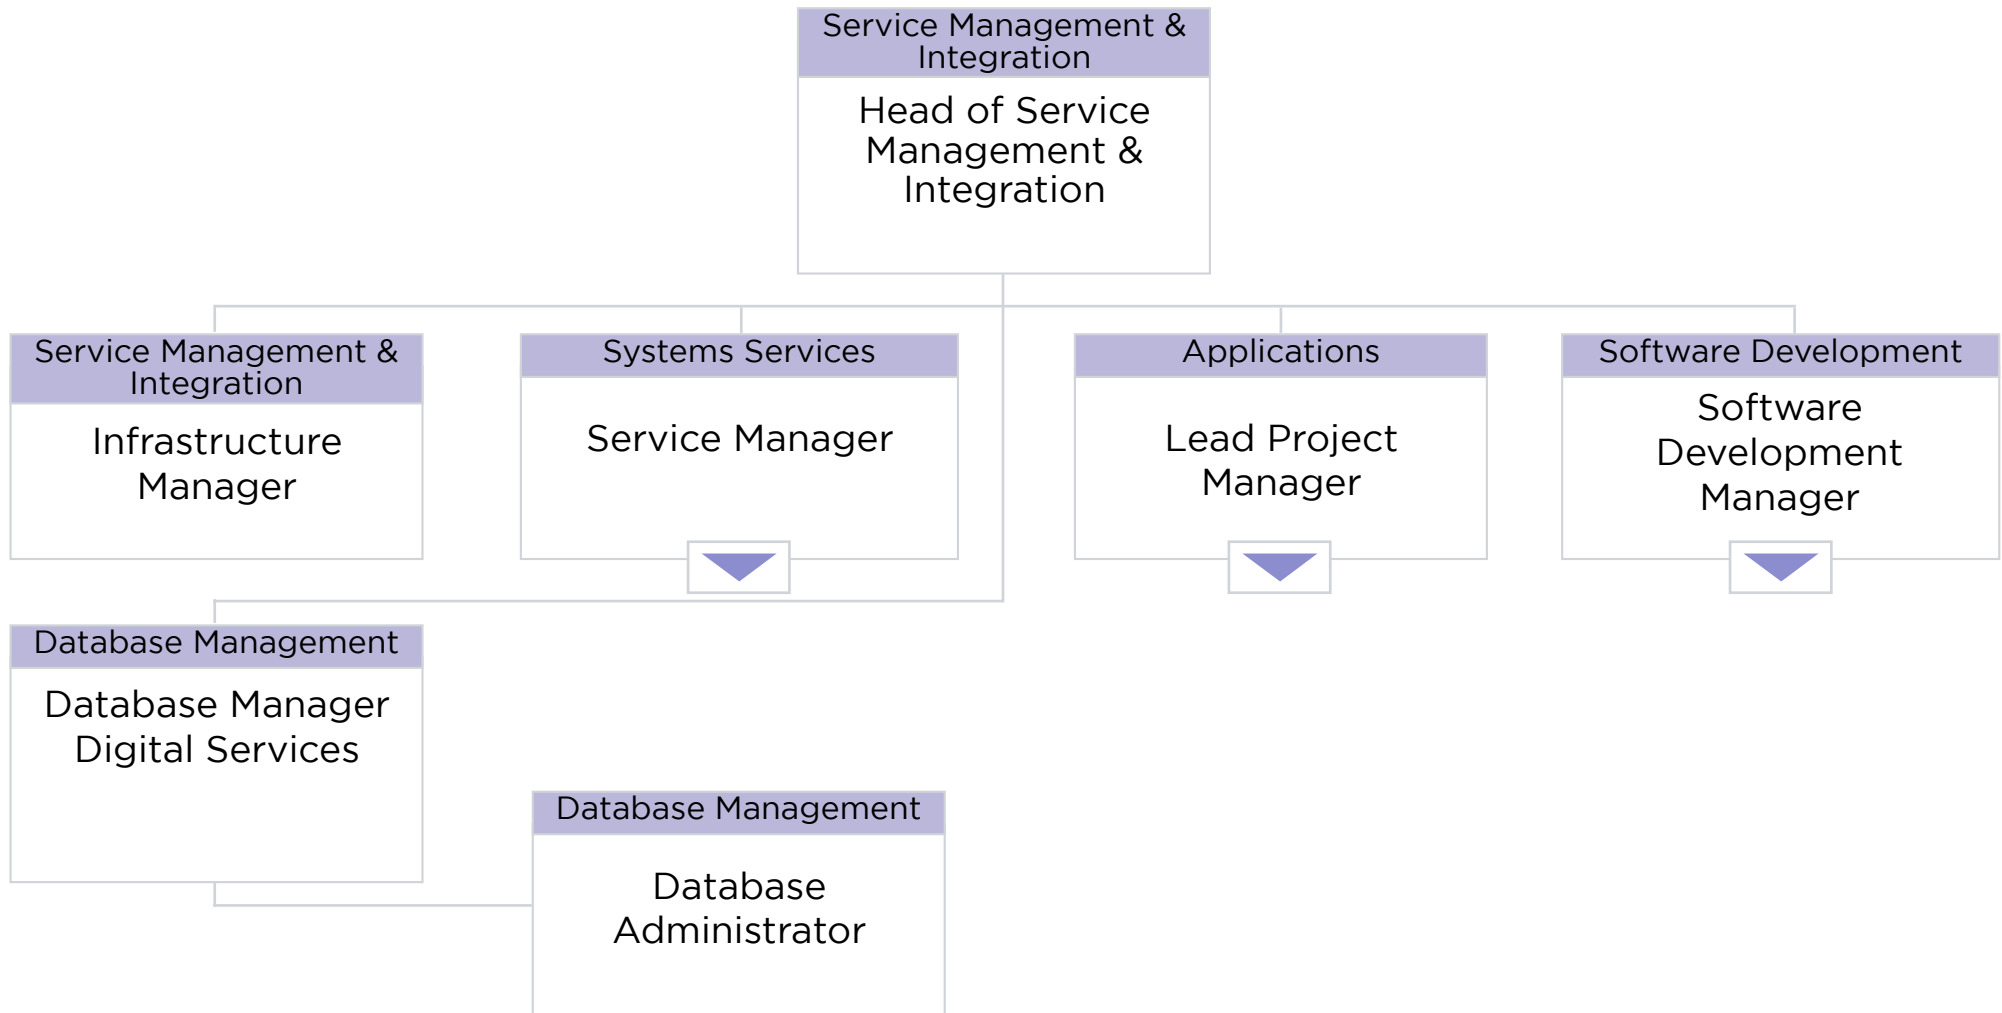 Service Management &
Integration
Head of Service
Management &
Integration
Service Management &
Integration
Infrastructure
Manager
Systems Services
Service Manager
Applications
Lead Project
Manager
Software Development
Software
Development
Manager
Database Management
Database Manager
Digital Services
Database Management
Database
Administrator